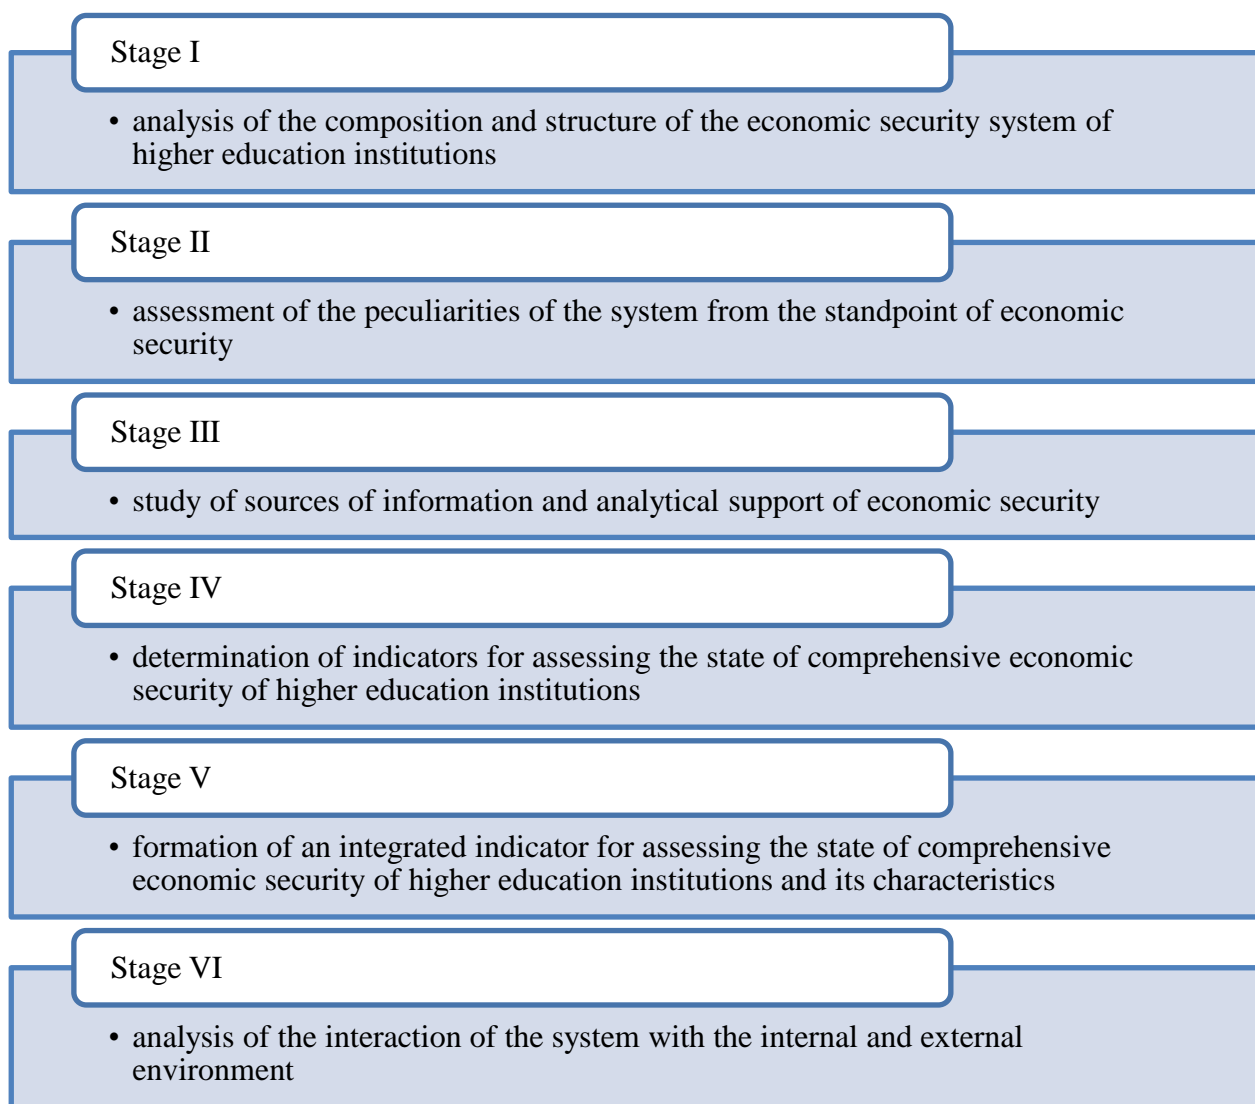 Stage I
• analysis of the composition and structure of the economic security system of
higher education institutions
Stage II
• assessment of the peculiarities of the system from the standpoint of economic
security
Stage III
• study of sources of information and analytical support of economic security
Stage IV
• determination of indicators for assessing the state of comprehensive economic
security of higher education institutions
Stage V
• formation of an integrated indicator for assessing the state of comprehensive
economic security of higher education institutions and its characteristics
Stage VI
• analysis of the interaction of the system with the internal and external
environment